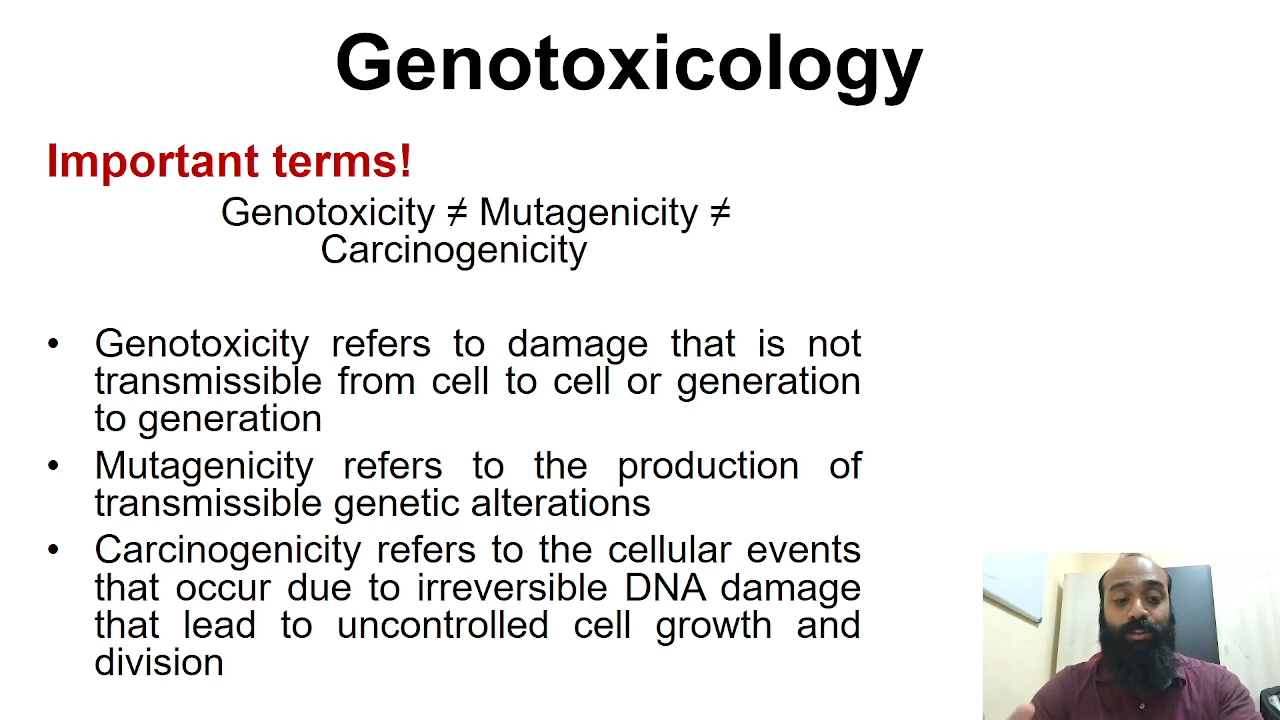 Genotoxicology
Important terms!
Genotoxicity ≠ Mutagenicity ≠
Carcinogenicity
• Genotoxicity refers to damage that is not
transmissible from cell to cell or generation
to generation
• Mutagenicity refers to the production of
transmissible genetic alterations
• Carcinogenicity refers to the cellular events
that occur due to irreversible DNA damage
that lead to uncontrolled cell growth and
division